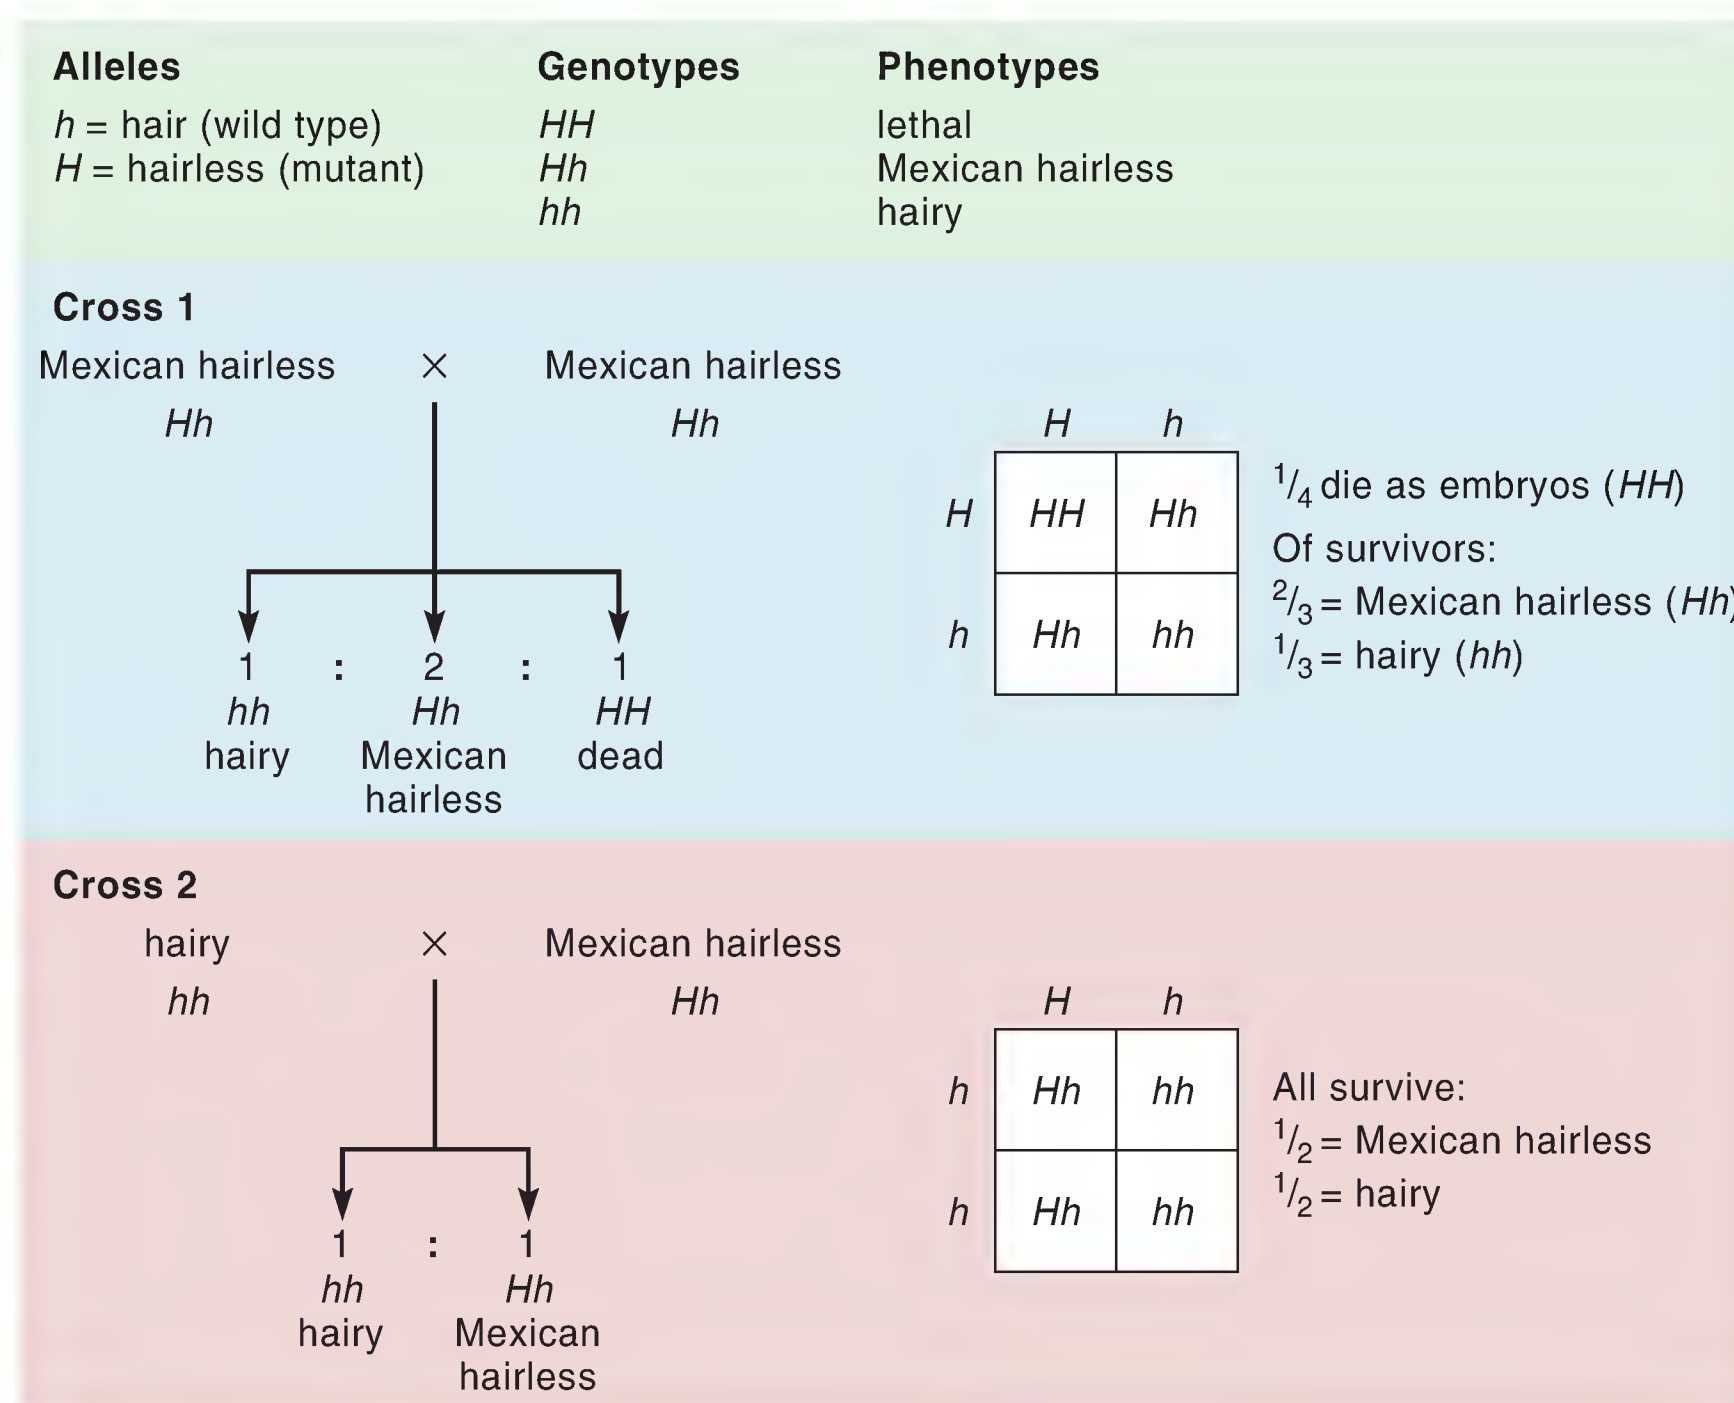 Alleles Genotypes Phenotypes
h = hair (wild type) HH lethal
H = hairless (mutant) Hh Mexican hairless
hh hairy
Cross 1
Mexican hairless × Mexican hairless
Hh Hh
1 : 2 : 1
hh Hh HH
hairy Mexican dead
hairless
H h
H HH Hh
h Hh hh
1/4 die as embryos (HH)
Of survivors:
2/3 = Mexican hairless (Hh)
1/3 = hairy (hh)
Cross 2
hairy × Mexican hairless
hh Hh
1 : 1
hh Hh
hairy Mexican
hairless
H h
h Hh hh
h Hh hh
All survive:
1/2 = Mexican hairless
1/2 = hairy